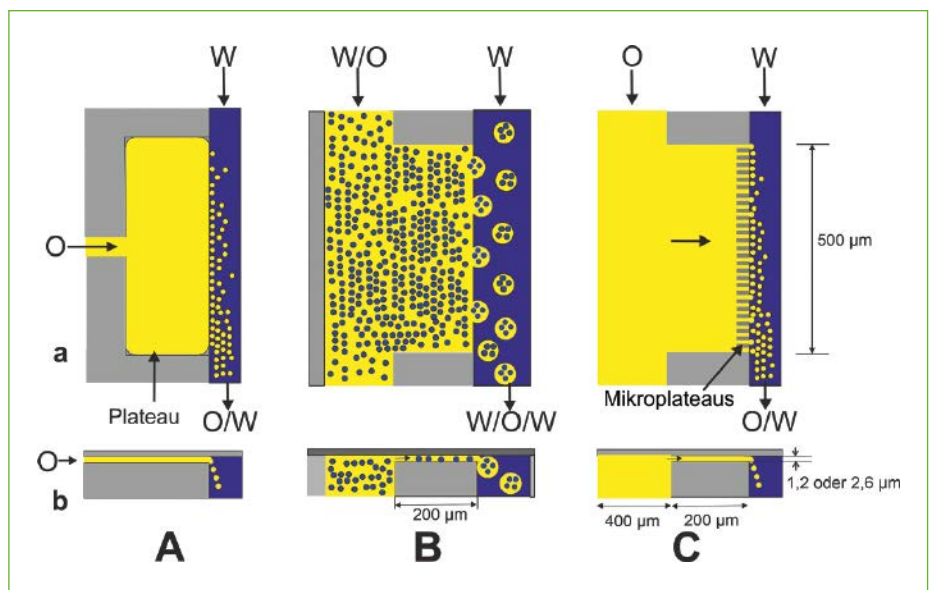 W
W/O
W
O
W
O
500 µm
a
Plateau
O/W
W/O/W
Mikroplateaus
O/W
O
b
200 µm
400 µm
200 µm
1,2 oder 2,6 µm
A
B
C